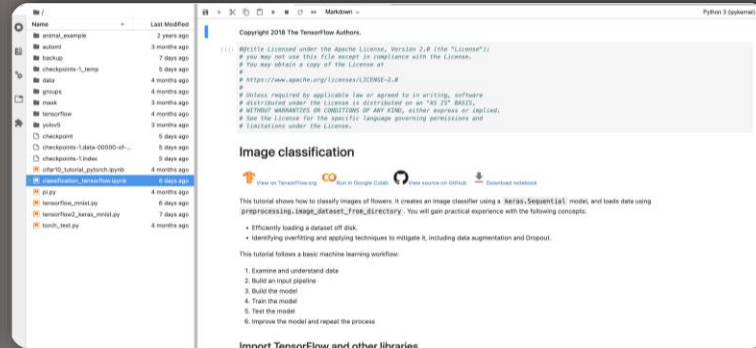 /
Name
Last Modified
animal_example
2 years ago
automl
3 months ago
backup
7 days ago
checkpoints-1_temp
5 days ago
data
4 months ago
groups
4 months ago
mask
3 months ago
tensorflow
4 months ago
yolov5
3 months ago
checkpoint
5 days ago
checkpoints-1.data-00000-of-...
5 days ago
checkpoints-1.index
5 days ago
cifar10_tutorial_pytorch.ipynb
4 months ago
classification_tensorflow.ipynb
6 days ago
pi.py
4 months ago
tensorflow_mnist.py
6 days ago
tensorflow2_keras_mnist.py
7 days ago
torch_test.py
4 months ago
Markdown
Python 3 (ipykernel)
Copyright 2018 The TensorFlow Authors.
#@title Licensed under the Apache License, Version 2.0 (the "License");
# you may not use this file except in compliance with the License.
# You may obtain a copy of the License at
#
# https://www.apache.org/licenses/LICENSE-2.0
#
# Unless required by applicable law or agreed to in writing, software
# distributed under the License is distributed on an "AS IS" BASIS,
# WITHOUT WARRANTIES OR CONDITIONS OF ANY KIND, either express or implied.
# See the License for the specific language governing permissions and
# limitations under the License.
Image classification
View on TensorFlow.org
Run in Google Colab
View source on GitHub
Download notebook
This tutorial shows how to classify images of flowers. It creates an image classifier using a keras.Sequential model, and loads data using
preprocessing.image_dataset_from_directory. You will gain practical experience with the following concepts:
• Efficiently loading a dataset off disk.
• Identifying overfitting and applying techniques to mitigate it, including data augmentation and Dropout.
This tutorial follows a basic machine learning workflow:
1. Examine and understand data
2. Build an input pipeline
3. Build the model
4. Train the model
5. Test the model
6. Improve the model and repeat the process
Import TensorFlow and other libraries